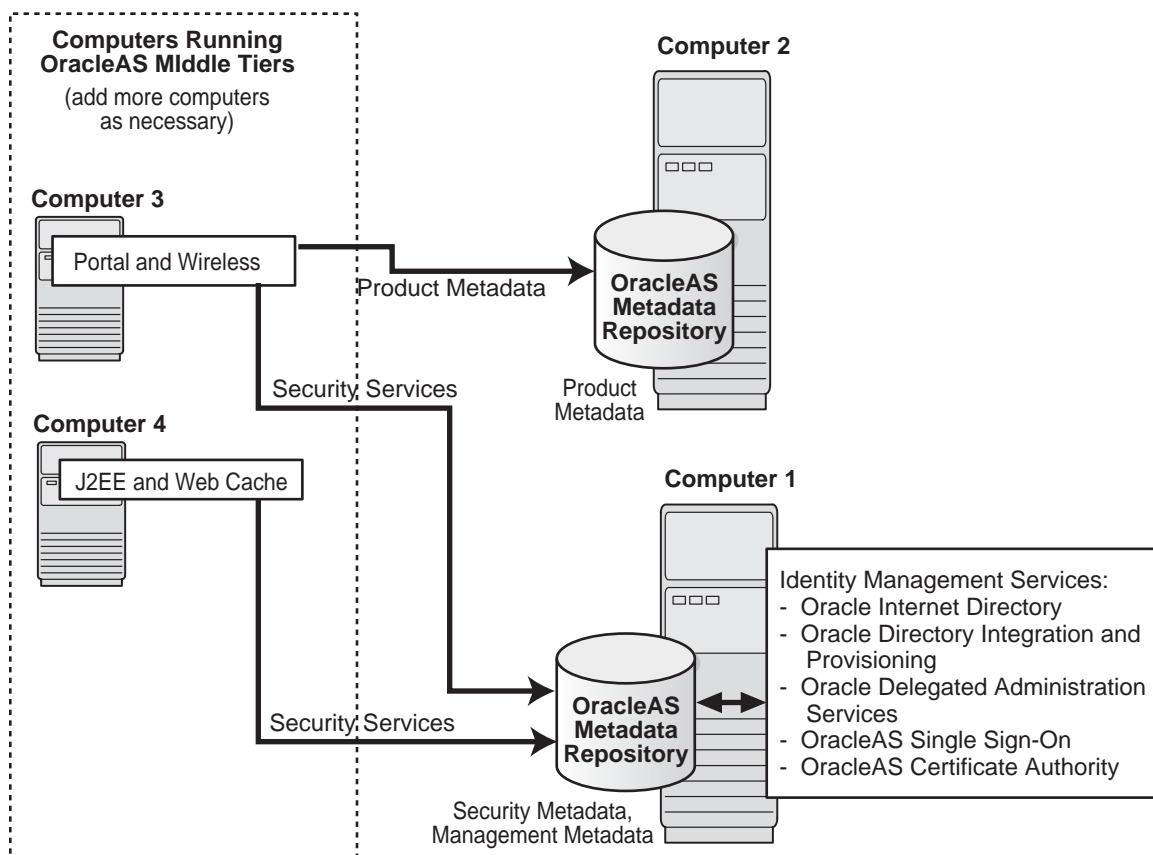 Computers Running
OracleAS MIddle Tiers
(add more computers
as necessary)
Computer 2
Computer 3
Portal and Wireless
Product Metadata
OracleAS
Metadata
Repository
Product
Metadata
Security Services
Computer 4
J2EE and Web Cache
Computer 1
Identity Management Services:
- Oracle Internet Directory
- Oracle Directory Integration and
Provisioning
- Oracle Delegated Administration
Services
- OracleAS Single Sign-On
- OracleAS Certificate Authority
Security Services
OracleAS
Metadata
Repository
Security Metadata,
Management Metadata